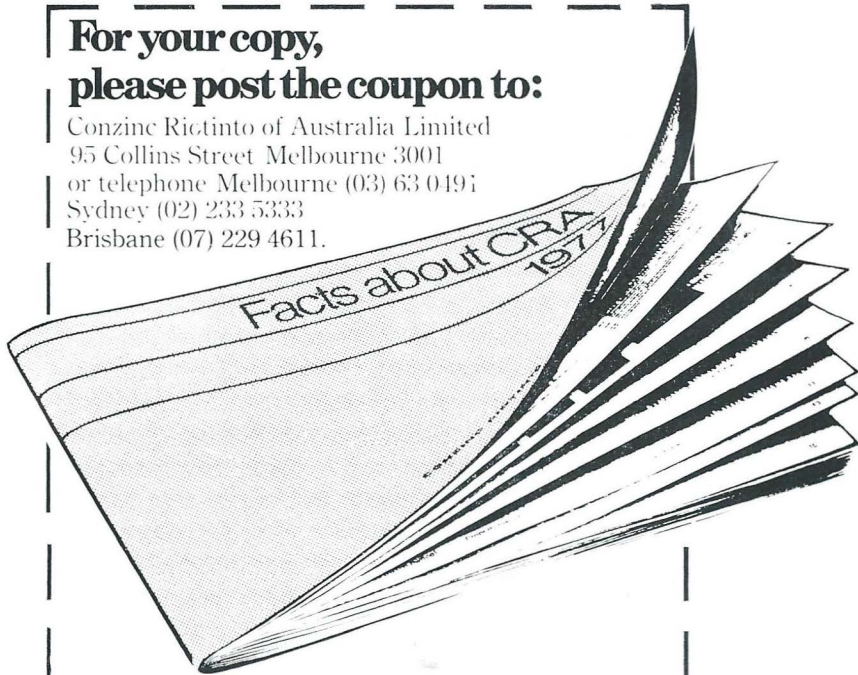 For your copy,
please post the coupon to:
Conzinc Riotinto of Australia Limited
95 Collins Street Melbourne 3001
or telephone Melbourne (03) 63 0491
Sydney (02) 233 5333
Brisbane (07) 229 4611.
Facts about CRA
1977